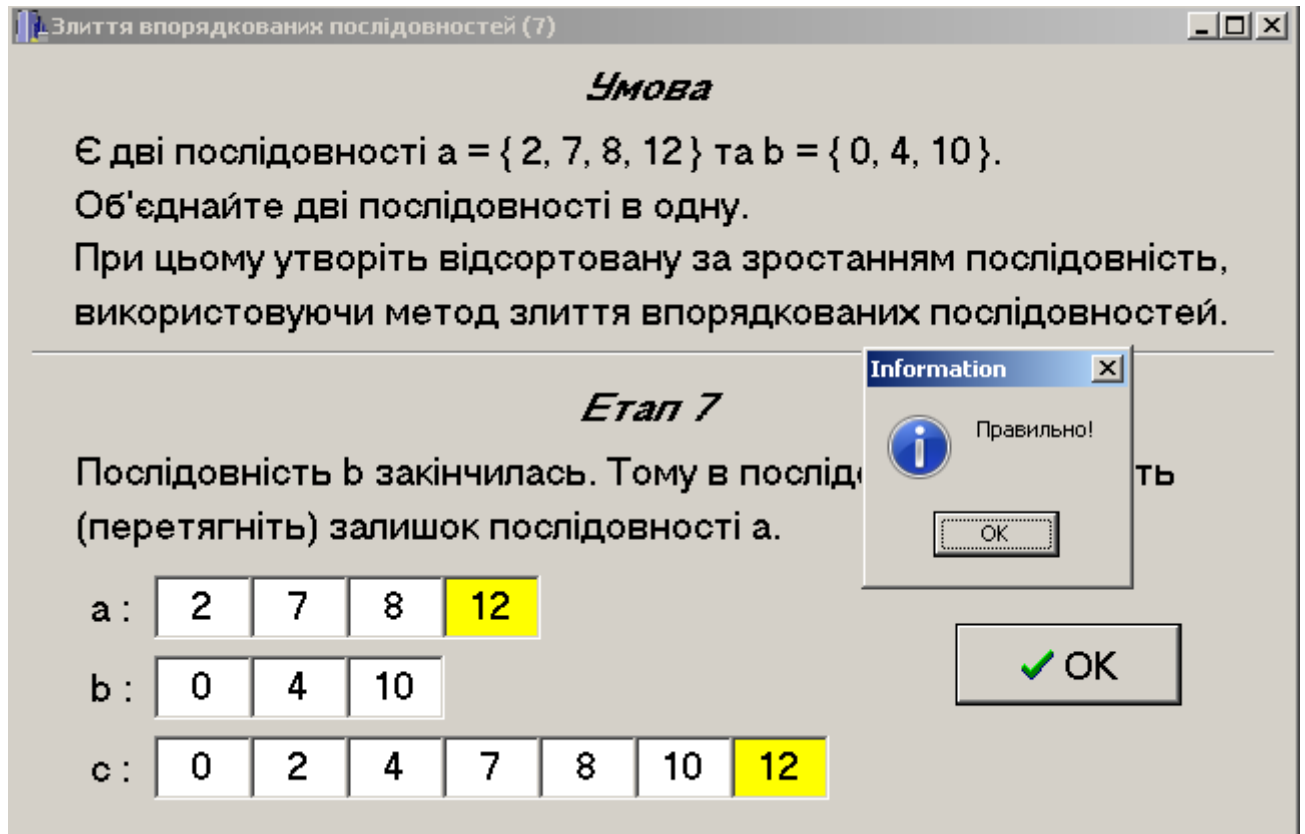 Злиття впорядкованих послідовностей (7)
Умова
Є дві послідовності a = { 2, 7, 8, 12 } та b = { 0, 4, 10 }.
Об'єднайте дві послідовності в одну.
При цьому утворіть відсортовану за зростанням послідовність,
використовуючи метод злиття впорядкованих послідовностей.
Information
Правильно!
OK
Етап 7
Послідовність b закінчилась. Тому в
(перетягніть) залишок послідовності a.
a : 2 7 8 12
b : 0 4 10
OK
c : 0 2 4 7 8 10 12